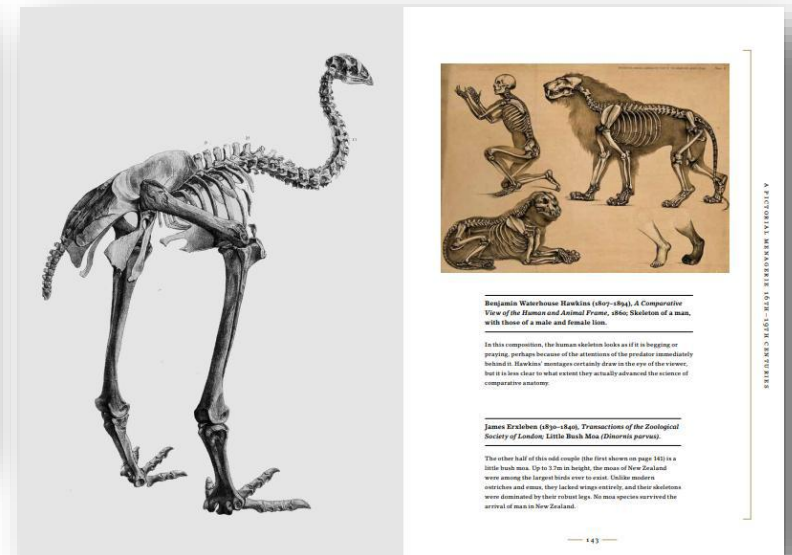 Benjamin Waterhouse Hawkins (1807–1894), A Comparative
View of the Human and Animal Frame, 1860; Skeleton of a man,
with those of a male and female lion.
In this composition, the human skeleton looks as if it is begging or
praying, perhaps because of the attentions of the predator immediately
behind it. Hawkins' montages certainly draw in the eye of the viewer,
but it is less clear to what extent they actually advanced the science of
comparative anatomy.
James Erxleben (1830–1840), Transactions of the Zoological
Society of London; Little Bush Moa (Dinornis parvus).
The other half of this odd couple (the first shown on page 141) is a
little bush moa. Up to 3.7m in height, the moas of New Zealand
were among the largest birds ever to exist. Unlike modern
ostriches and emus, they lacked wings entirely, and their skeletons
were dominated by their robust legs. No moa species survived the
arrival of man in New Zealand.
A PICTORIAL MENAGERIE 16TH–19TH CENTURIES
143